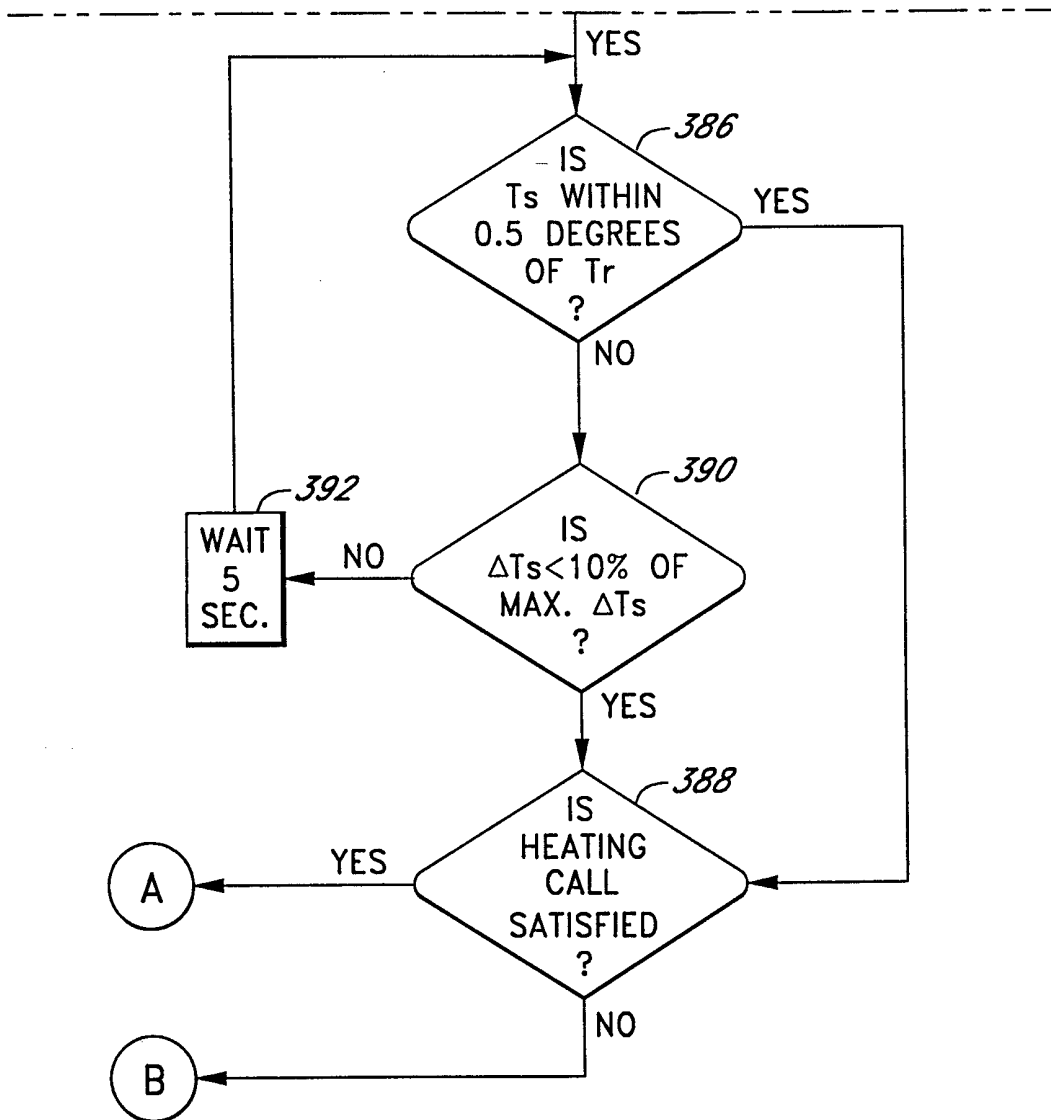 YES
386
IS
Ts WITHIN
0.5 DEGREES
OF Tr
?
YES
NO
390
392
WAIT
5
SEC.
NO
IS
ΔTs<10% OF
MAX. ΔTs
?
YES
388
IS
HEATING
CALL
SATISFIED
?
YES
A
NO
B